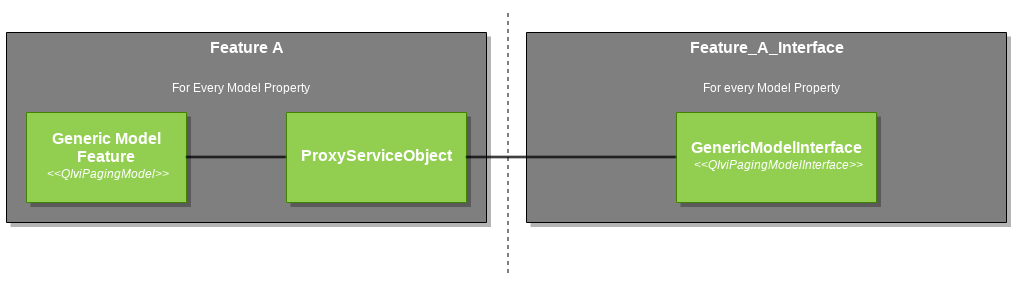 Feature A
For Every Model Property
Generic Model
Feature
<<QIviPagingModel>>
ProxyServiceObject
Feature_A_Interface
For every Model Property
GenericModelInterface
<<QIviPagingModelInterface>>